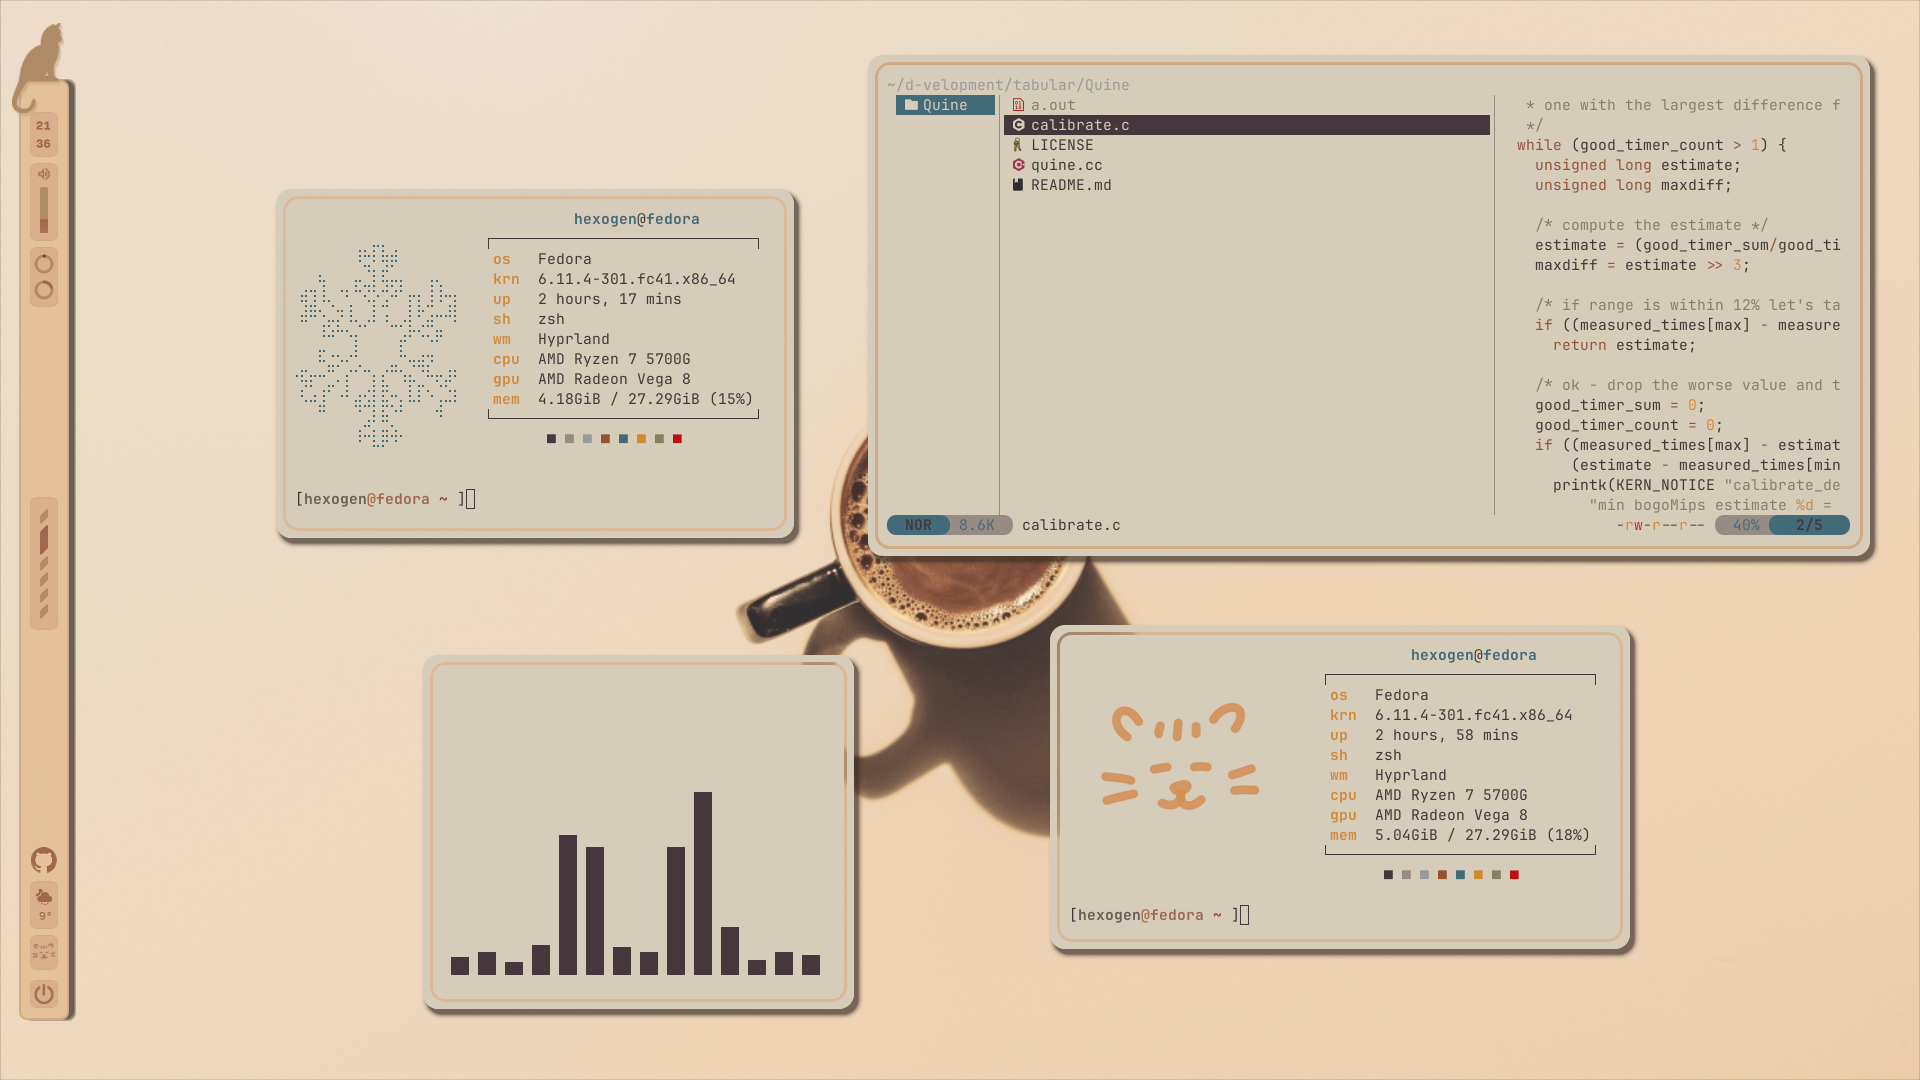 21
36
9°
hexogen@fedora
os Fedora
krn 6.11.4-301.fc41.x86_64
up 2 hours, 17 mins
sh zsh
wm Hyprland
cpu AMD Ryzen 7 5700G
gpu AMD Radeon Vega 8
mem 4.18GiB / 27.29GiB (15%)
[hexogen@fedora ~ ]
~/d-velopment/tabular/Quine
Quine
a.out
calibrate.c
LICENSE
quine.cc
README.md
* one with the largest difference f
*/
while (good_timer_count > 1) {
unsigned long estimate;
unsigned long maxdiff;
/* compute the estimate */
estimate = (good_timer_sum/good_ti
maxdiff = estimate >> 3;
/* if range is within 12% let's ta
if ((measured_times[max] - measure
return estimate;
/* ok - drop the worse value and t
good_timer_sum = 0;
good_timer_count = 0;
if ((measured_times[max] - estimat
(estimate - measured_times[min
printk(KERN_NOTICE "calibrate_de
"min bogoMips estimate %d =
NOR 8.6K calibrate.c -rw-r--r-- 40% 2/5
hexogen@fedora
os Fedora
krn 6.11.4-301.fc41.x86_64
up 2 hours, 58 mins
sh zsh
wm Hyprland
cpu AMD Ryzen 7 5700G
gpu AMD Radeon Vega 8
mem 5.04GiB / 27.29GiB (18%)
[hexogen@fedora ~ ]